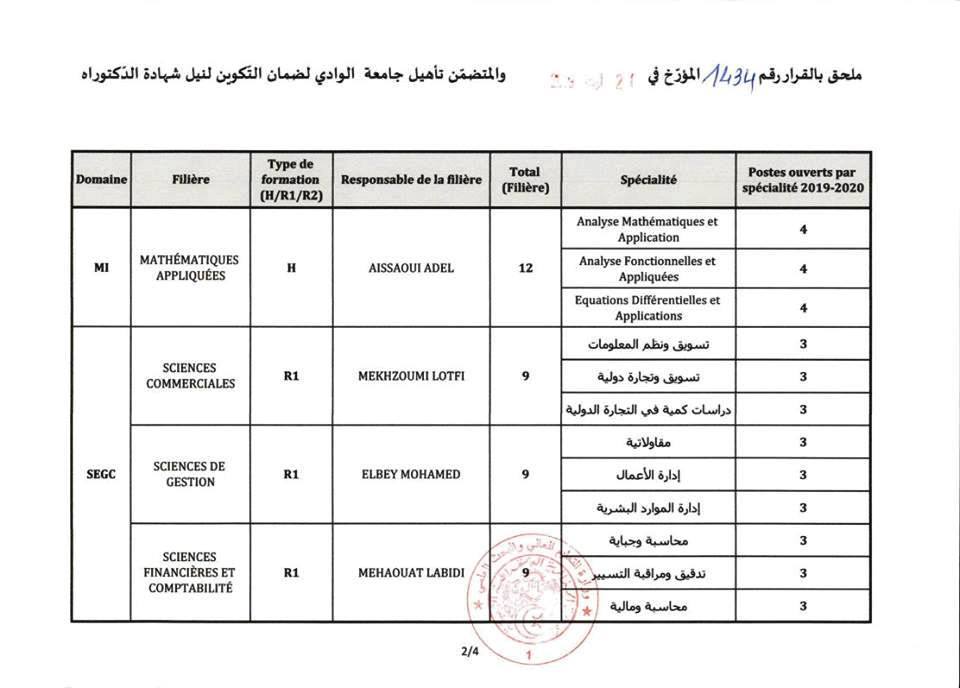 ملحق بالقرار رقم 1434 المؤرّخ في والمتضمّن تأهيل جامعة الوادي لضمان التّكوين لنيل شهادة الدّكتوراه
Domaine
Filière
Type de
formation
(H/R1/R2)
Responsable de la filière
Total
(Filière)
Spécialité
Postes ouverts par
spécialité 2019-2020
MI
MATHÉMATIQUES
APPLIQUÉES
H
AISSAOUI ADEL
12
Analyse Mathématiques et
Application
4
Analyse Fonctionnelles et
Appliquées
4
Equations Différentielles et
Applications
4
SEGC
SCIENCES
COMMERCIALES
R1
MEKHZOUMI LOTFI
9
تسويق ونظم المعلومات
3
تسويق وتجارة دولية
3
دراسات كمية في التجارة الدولية
3
SCIENCES DE
GESTION
R1
ELBEY MOHAMED
9
مقاولاتية
3
إدارة الأعمال
3
إدارة الموارد البشرية
3
SCIENCES
FINANCIÈRES ET
COMPTABILITÉ
R1
MEHAOUAT LABIDI
9
محاسبة وجباية
3
تدقيق ومراقبة التسيير
3
محاسبة ومالية
3
2/4
1